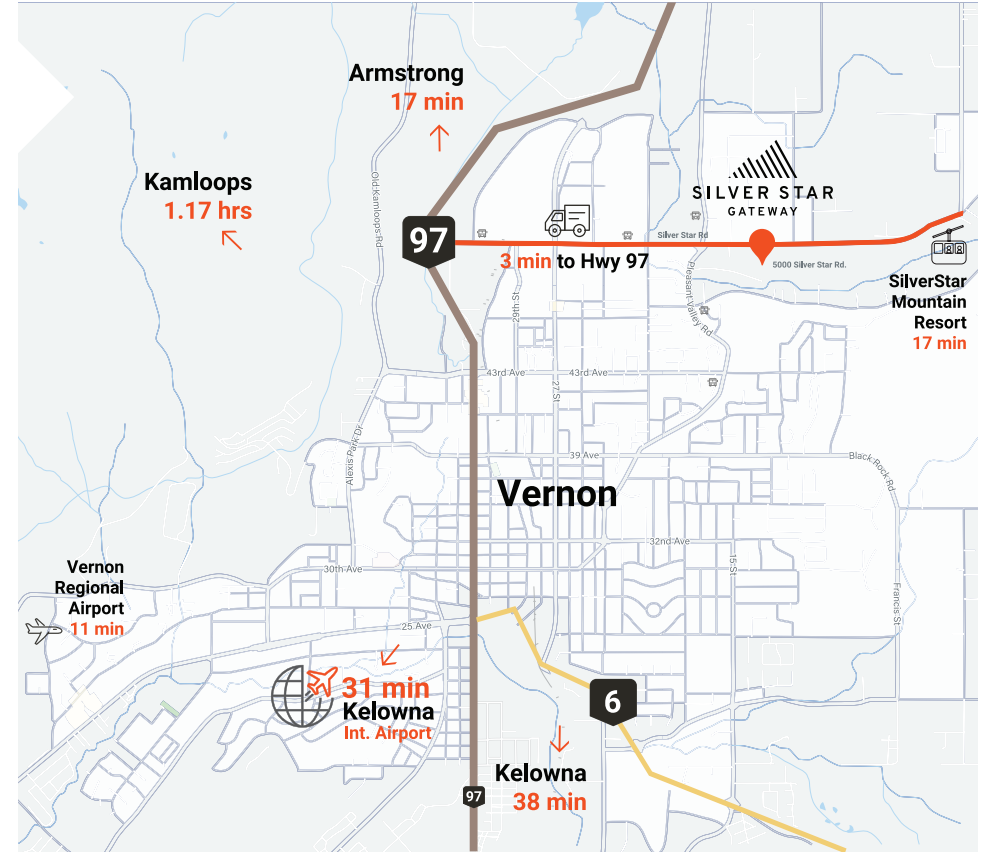 Armstrong
17 min
Kamloops
1.17 hrs
Old Kamloops Rd
97
SILVER STAR
GATEWAY
Silver Star Rd
3 min to Hwy 97
5000 Silver Star Rd.
SilverStar
Mountain
Resort
17 min
29th St
Pleasant Valley Rd
43rd Ave
43rd Ave
27 St
Alexis Park Dr
39 Ave
Black Rock Rd
Vernon
32nd Ave
15 St
30th Ave
Francis St
Vernon
Regional
Airport
11 min
25 Ave
31 min
Kelowna
Int. Airport
6
Kelowna
38 min
97